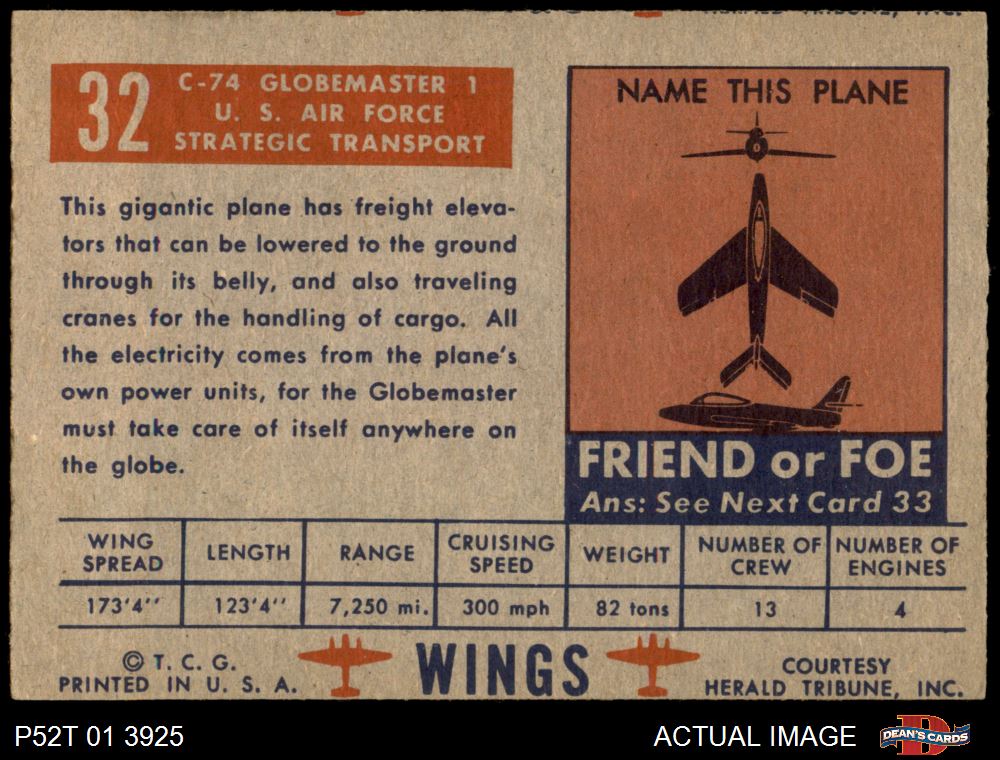 HERALD TRIBUNE, INC.
32
C-74 GLOBEMASTER 1
U. S. AIR FORCE
STRATEGIC TRANSPORT
This gigantic plane has freight eleva-
tors that can be lowered to the ground
through its belly, and also traveling
cranes for the handling of cargo. All
the electricity comes from the plane's
own power units, for the Globemaster
must take care of itself anywhere on
the globe.
NAME THIS PLANE
FRIEND or FOE
Ans: See Next Card 33
WING SPREAD LENGTH RANGE CRUISING SPEED WEIGHT NUMBER OF CREW NUMBER OF ENGINES
173'4'' 123'4'' 7,250 mi. 300 mph 82 tons 13 4
© T. C. G.
PRINTED IN U. S. A.
WINGS
COURTESY
HERALD TRIBUNE, INC.
P52T 01 3925
ACTUAL IMAGE
D
DEAN'S CARDS